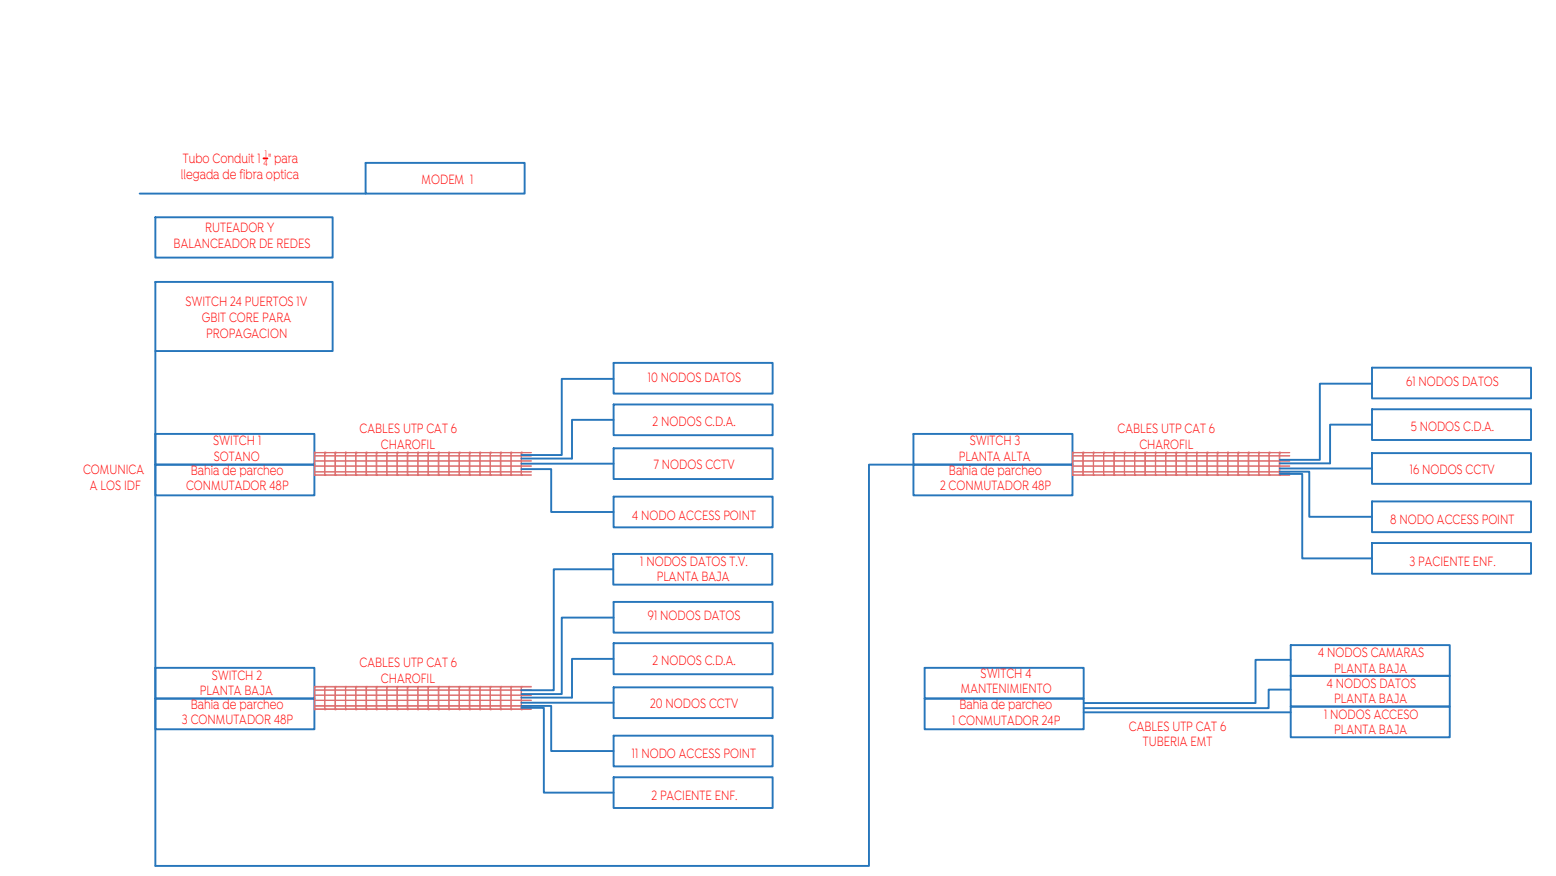 Tubo Conduit 1 1/4" para
llegada de fibra optica
MODEM 1
RUTEADOR Y
BALANCEADOR DE REDES
SWITCH 24 PUERTOS 1V
GBIT CORE PARA
PROPAGACION
COMUNICA
A LOS IDF
SWITCH 1
SOTANO
Bahia de parcheo
CONMUTADOR 48P
CABLES UTP CAT 6
CHAROFIL
10 NODOS DATOS
2 NODOS C.D.A.
7 NODOS CCTV
4 NODO ACCESS POINT
SWITCH 2
PLANTA BAJA
Bahia de parcheo
3 CONMUTADOR 48P
CABLES UTP CAT 6
CHAROFIL
1 NODOS DATOS T.V.
PLANTA BAJA
91 NODOS DATOS
2 NODOS C.D.A.
20 NODOS CCTV
11 NODO ACCESS POINT
2 PACIENTE ENF.
SWITCH 3
PLANTA ALTA
Bahia de parcheo
2 CONMUTADOR 48P
CABLES UTP CAT 6
CHAROFIL
61 NODOS DATOS
5 NODOS C.D.A.
16 NODOS CCTV
8 NODO ACCESS POINT
3 PACIENTE ENF.
SWITCH 4
MANTENIMIENTO
Bahia de parcheo
1 CONMUTADOR 24P
CABLES UTP CAT 6
TUBERIA EMT
4 NODOS CAMARAS
PLANTA BAJA
4 NODOS DATOS
PLANTA BAJA
1 NODOS ACCESO
PLANTA BAJA